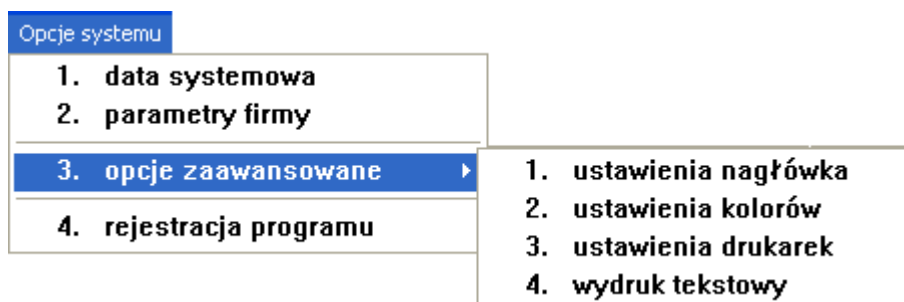 Opcje systemu
1. data systemowa
2. parametry firmy
3. opcje zaawansowane
4. rejestracja programu
1. ustawienia nagłówka
2. ustawienia kolorów
3. ustawienia drukarek
4. wydruk tekstowy